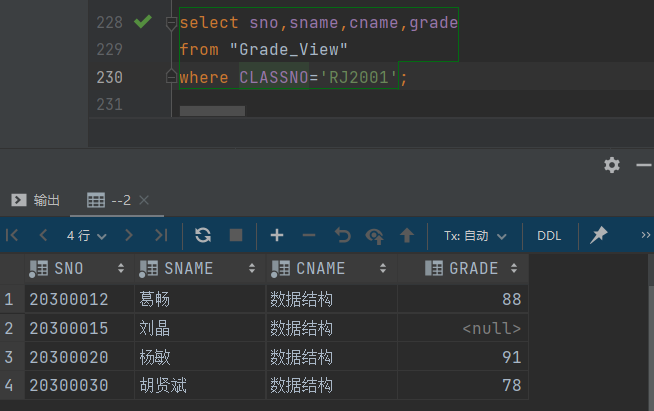 228 select sno,sname,cname,grade
229 from "Grade_View"
230 where CLASSNO='RJ2001';
231
输出 --2
4 行 Tx: 自动 DDL
SNO SNAME CNAME GRADE
1 20300012 葛畅 数据结构 88
2 20300015 刘晶 数据结构 <null>
3 20300020 杨敏 数据结构 91
4 20300030 胡贤斌 数据结构 78